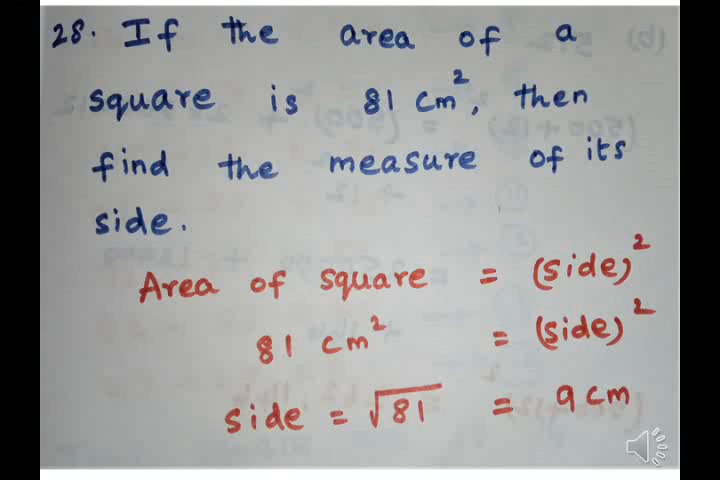 28. If the area of a
square is 81 cm², then
find the measure of its
side.
Area of square = (side)²
81 cm² = (side)²
side = √81 = 9 cm